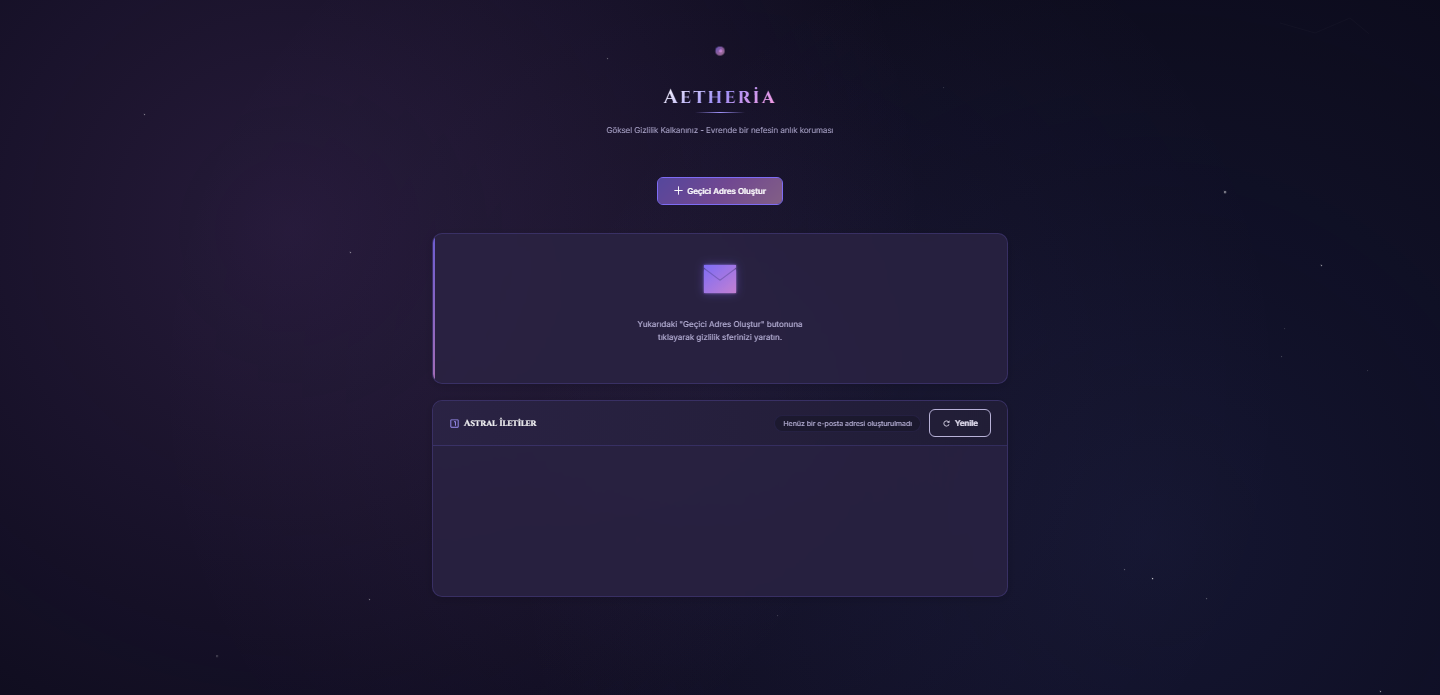 AETHERİA
Göksel Gizlilik Kalkanınız - Evrende bir nefesin anlık koruması
Geçici Adres Oluştur
Yukarıdaki "Geçici Adres Oluştur" butonuna
tıklayarak gizlilik sferinizi yaratın.
ASTRAL İLETİLER
Henüz bir e-posta adresi oluşturulmadı
Yenile